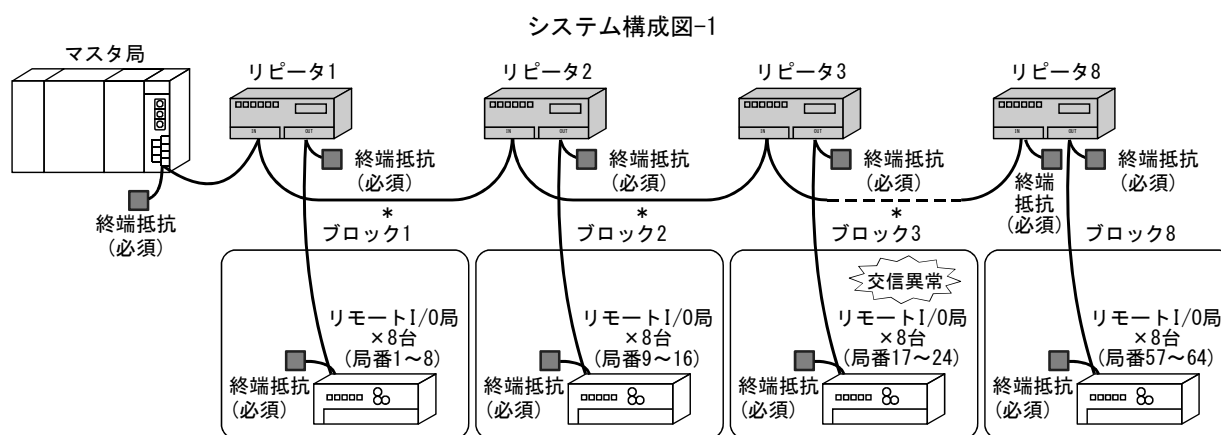 システム構成図-1
マスタ局
リピータ1
リピータ2
リピータ3
リピータ8
IN
OUT
IN
OUT
IN
OUT
IN
OUT
終端抵抗
(必須)
終端抵抗
(必須)
終端抵抗
(必須)
終端抵抗
(必須)
終端
抵抗
(必須)
終端抵抗
(必須)
*
*
*
ブロック1
ブロック2
ブロック3
ブロック8
交信異常
リモートI/O局
×8台
(局番1～8)
終端抵抗
(必須)
リモートI/O局
×8台
(局番9～16)
終端抵抗
(必須)
リモートI/O局
×8台
(局番17～24)
終端抵抗
(必須)
リモートI/O局
×8台
(局番57～64)
終端抵抗
(必須)